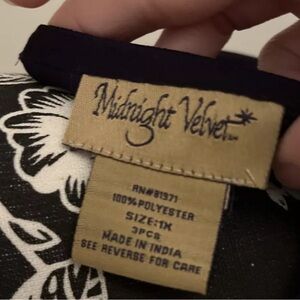 Midnight Velvet
RN#81971
100% POLYESTER
SIZE:1X
3PCS
MADE IN INDIA
SEE REVERSE FOR CARE